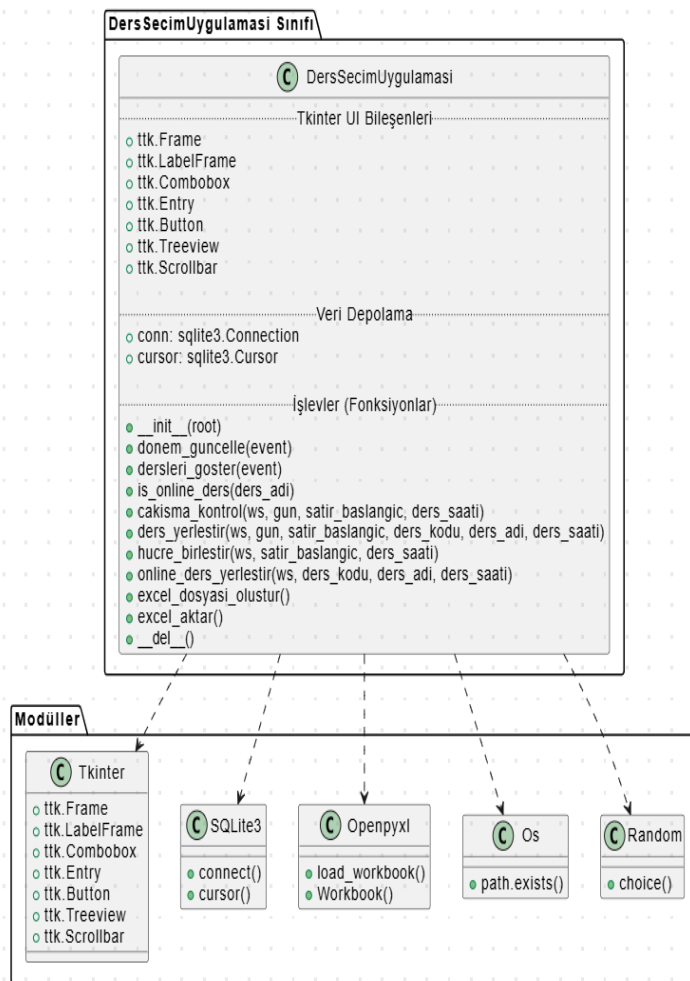 DersSecimUygulamasi Sınıfı
C DersSecimUygulamasi
Tkinter UI Bileşenleri
ttk.Frame
ttk.LabelFrame
ttk.Combobox
ttk.Entry
ttk.Button
ttk.Treeview
ttk.Scrollbar
Veri Depolama
conn: sqlite3.Connection
cursor: sqlite3.Cursor
İşlevler (Fonksiyonlar)
__init__(root)
donem_guncelle(event)
dersleri_goster(event)
is_online_ders(ders_adi)
cakisma_kontrol(ws, gun, satir_baslangic, ders_saati)
ders_yerlestir(ws, gun, satir_baslangic, ders_kodu, ders_adi, ders_saati)
hucre_birlestir(ws, satir_baslangic, ders_saati)
online_ders_yerlestir(ws, ders_kodu, ders_adi, ders_saati)
excel_dosyasi_olustur()
excel_aktar()
__del__()
Modüller
C Tkinter
ttk.Frame
ttk.LabelFrame
ttk.Combobox
ttk.Entry
ttk.Button
ttk.Treeview
ttk.Scrollbar
C SQLite3
connect()
cursor()
C Openpyxl
load_workbook()
Workbook()
C Os
path.exists()
C Random
choice()